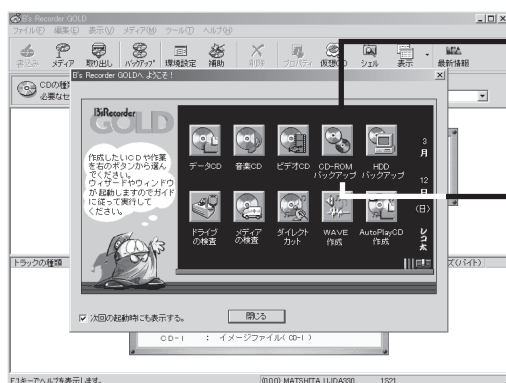 B's Recorder GOLD
ファイル(F) 編集(E) 表示(V) メディア(M) ツール(T) ヘルプ(H)
書込み メディア 取り出し バックアップ 環境設定 補助 削除 プロパティ 仮想CD シェル 表示 最新情報
B's Recorder GOLDへようこそ!
CDの種
必要なセ
B's Recorder
GOLD
作成したいCDや作業
を右のボタンから選ん
でください。
ウィザードやウィンドウ
が起動しますのでガイド
に従って実行して
ください。
データCD 音楽CD ビデオCD CD-ROM バックアップ HDD バックアップ
ドライブの検査 メディアの検査 ダイレクトカット WAVE作成 AutoPlayCD作成
3
月
12
日
(日)
レコ太
トラックの種類
ズ(バイト)
次回の起動時にも表示する。
閉じる
CD-I : イメージファイル(CD-I)
F1キーでヘルプを表示します。
(0:0:0) MATSHITA UJDA330 1S21